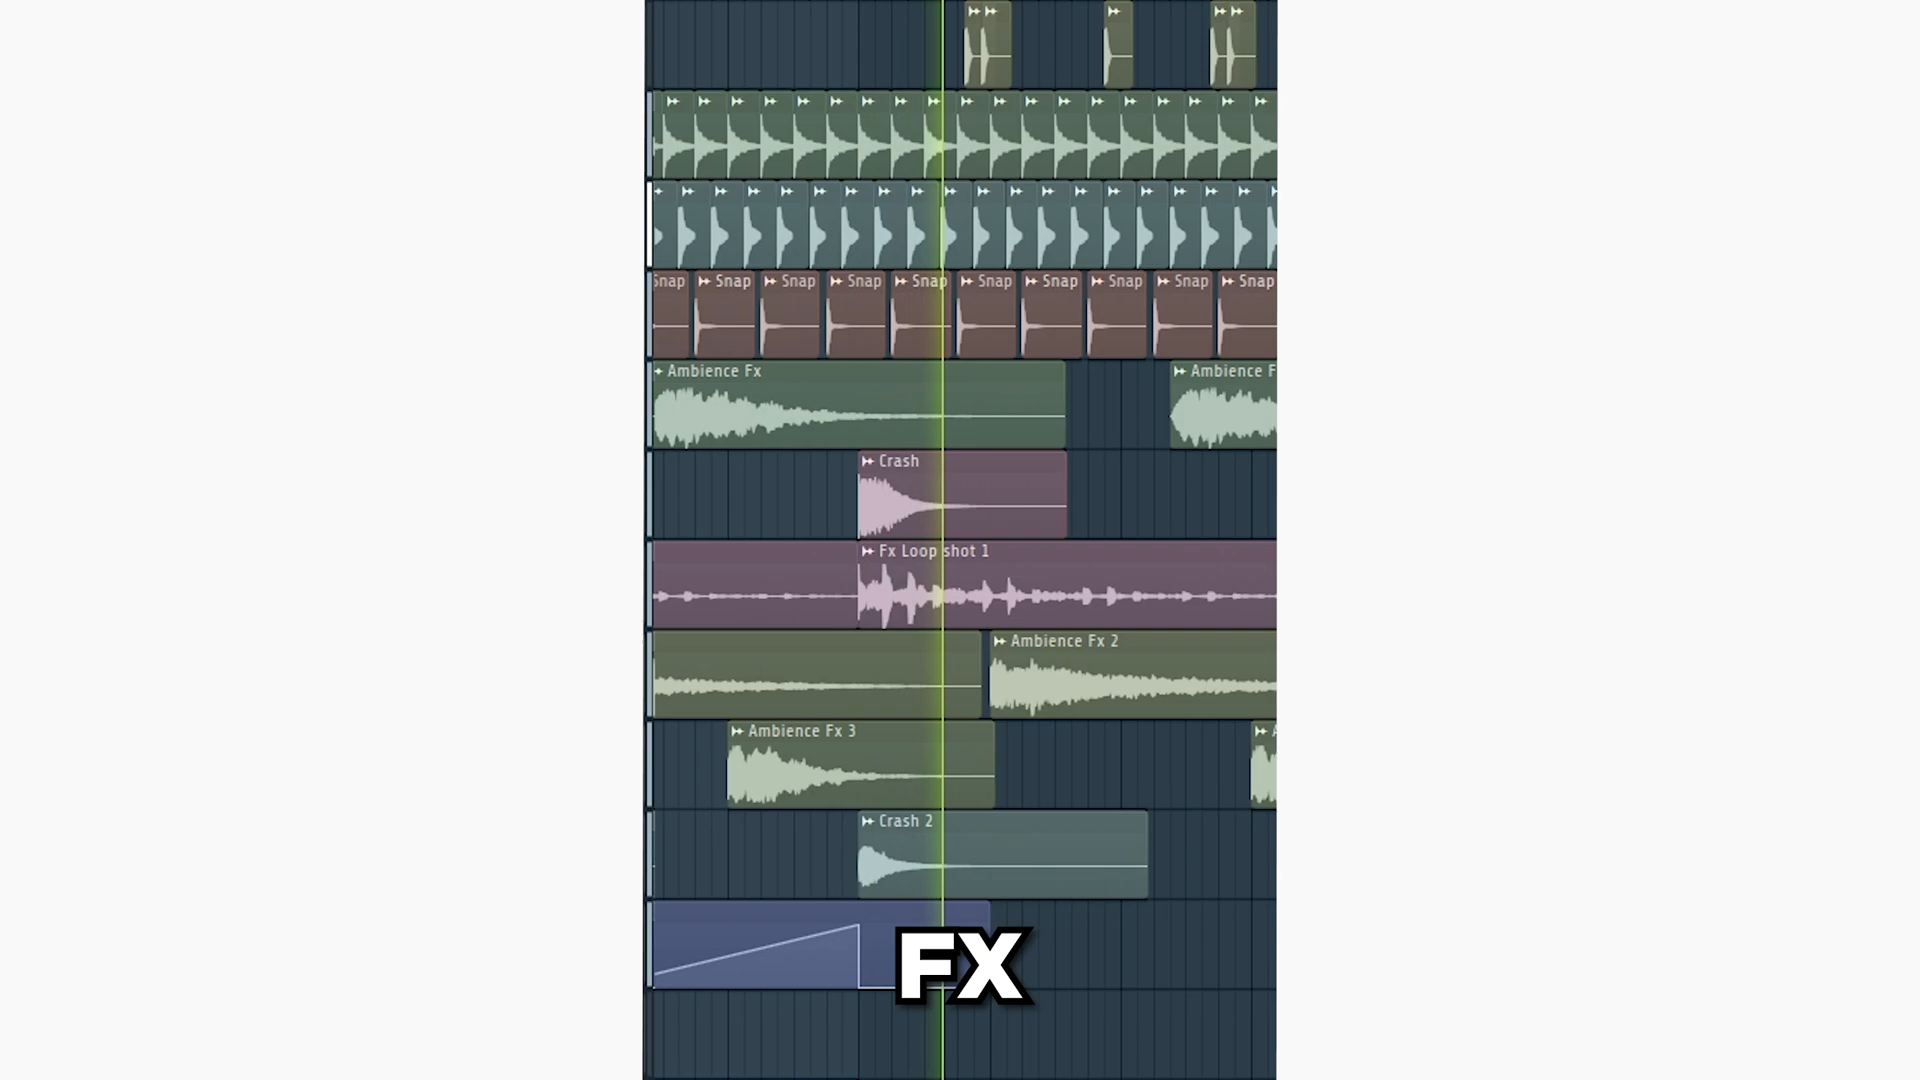 Snap Snap Snap Snap Snap Snap Snap Snap Snap Snap
Ambience Fx Ambience F
Crash
Fx Loop shot 1
Ambience Fx 2
Ambience Fx 3
Crash 2
FX